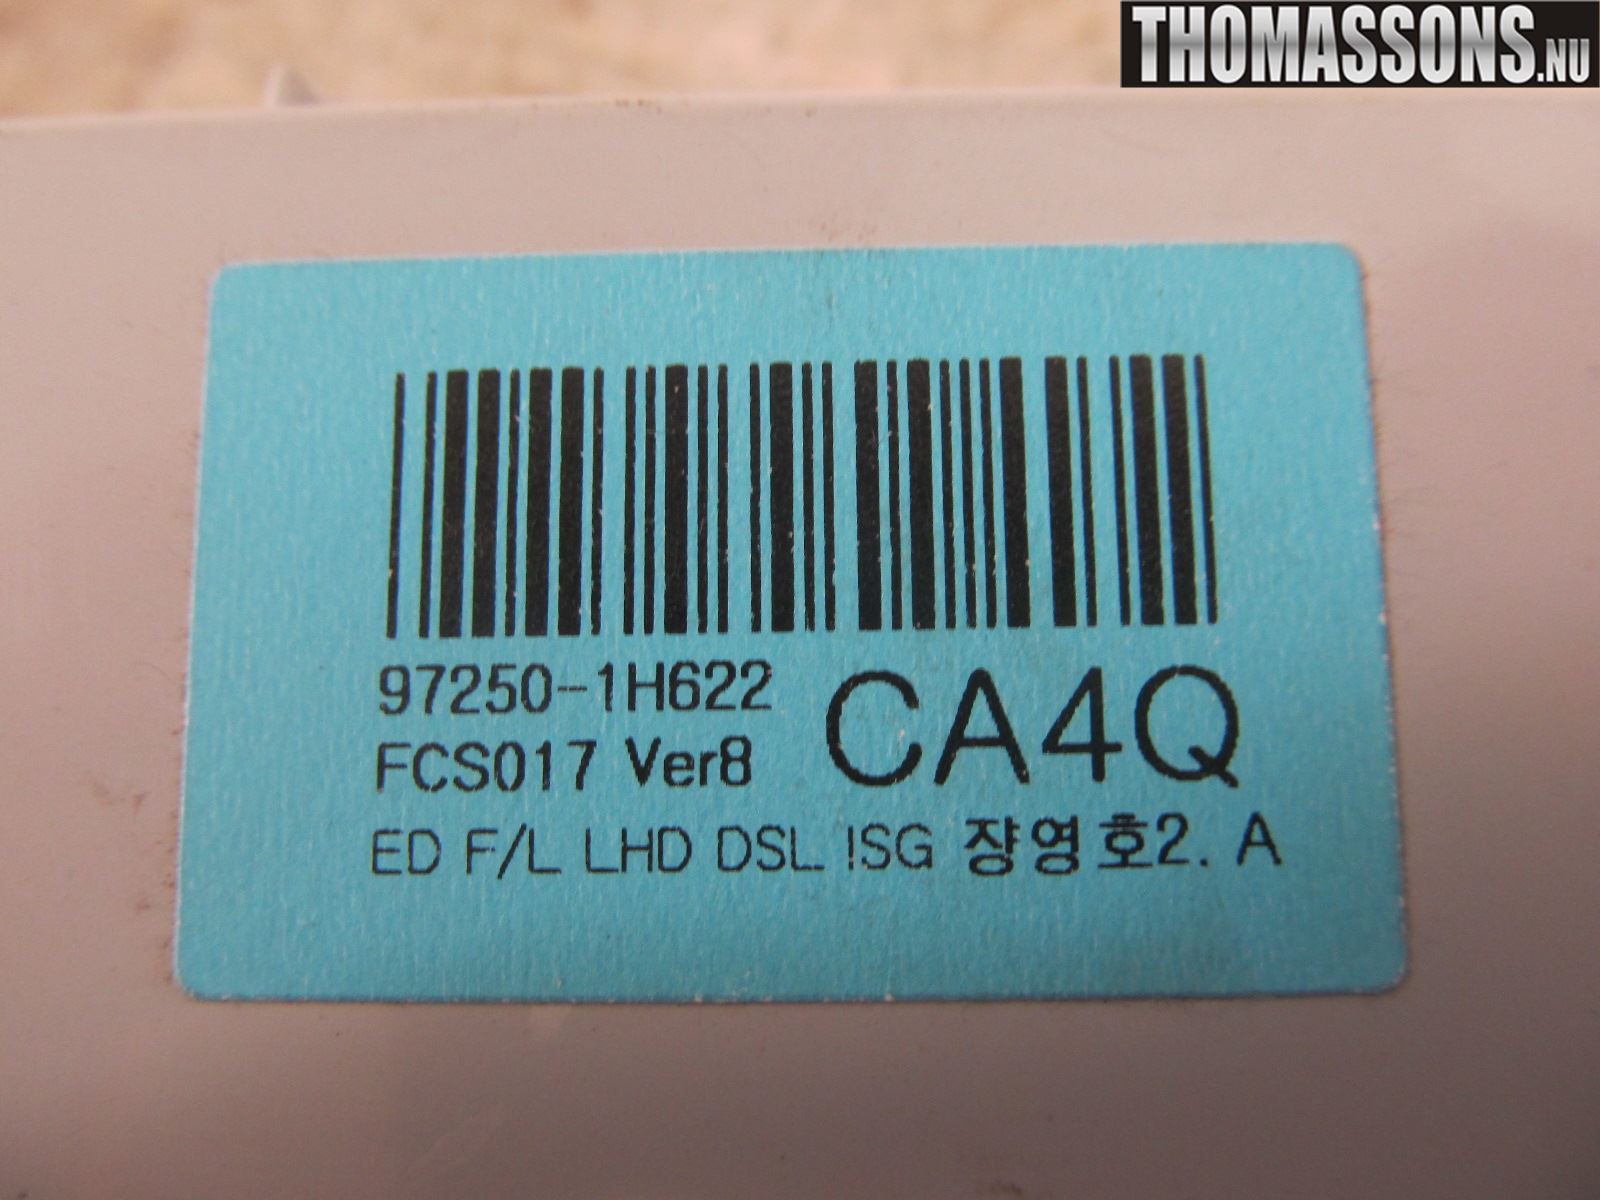 THOMASSONS.NU
97250-1H622
CA4Q
FCS017 Ver8
ED F/L LHD DSL ISG 장영호2. A